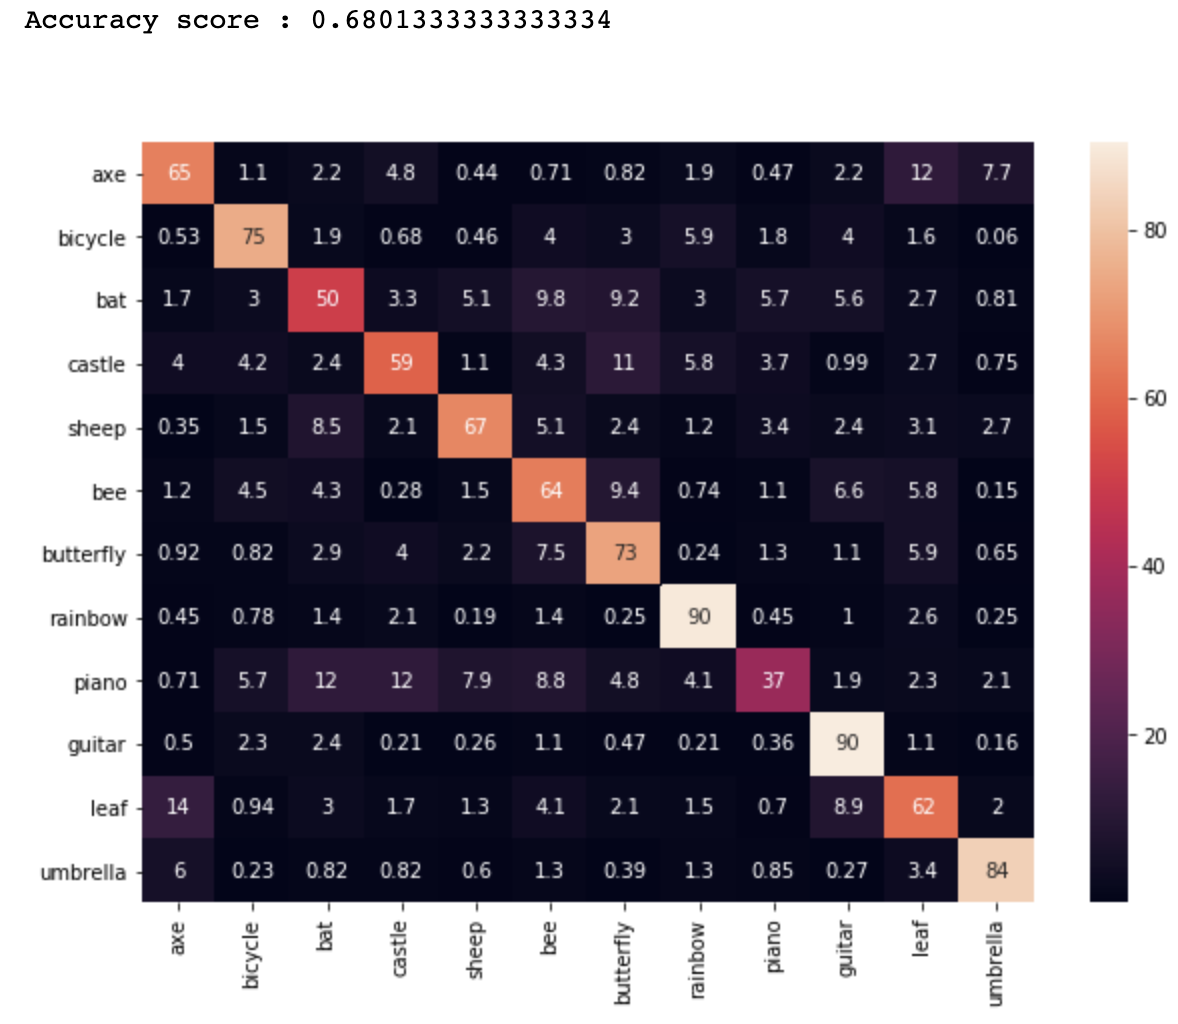 Accuracy score : 0.6801333333333334
axe 65 1.1 2.2 4.8 0.44 0.71 0.82 1.9 0.47 2.2 12 7.7
bicycle 0.53 75 1.9 0.68 0.46 4 3 5.9 1.8 4 1.6 0.06
80
bat 1.7 3 50 3.3 5.1 9.8 9.2 3 5.7 5.6 2.7 0.81
castle 4 4.2 2.4 59 1.1 4.3 11 5.8 3.7 0.99 2.7 0.75
60
sheep 0.35 1.5 8.5 2.1 67 5.1 2.4 1.2 3.4 2.4 3.1 2.7
bee 1.2 4.5 4.3 0.28 1.5 64 9.4 0.74 1.1 6.6 5.8 0.15
butterfly 0.92 0.82 2.9 4 2.2 7.5 73 0.24 1.3 1.1 5.9 0.65
40
rainbow 0.45 0.78 1.4 2.1 0.19 1.4 0.25 90 0.45 1 2.6 0.25
piano 0.71 5.7 12 12 7.9 8.8 4.8 4.1 37 1.9 2.3 2.1
guitar 0.5 2.3 2.4 0.21 0.26 1.1 0.47 0.21 0.36 90 1.1 0.16
20
leaf 14 0.94 3 1.7 1.3 4.1 2.1 1.5 0.7 8.9 62 2
umbrella 6 0.23 0.82 0.82 0.6 1.3 0.39 1.3 0.85 0.27 3.4 84
axe bicycle bat castle sheep bee butterfly rainbow piano guitar leaf umbrella